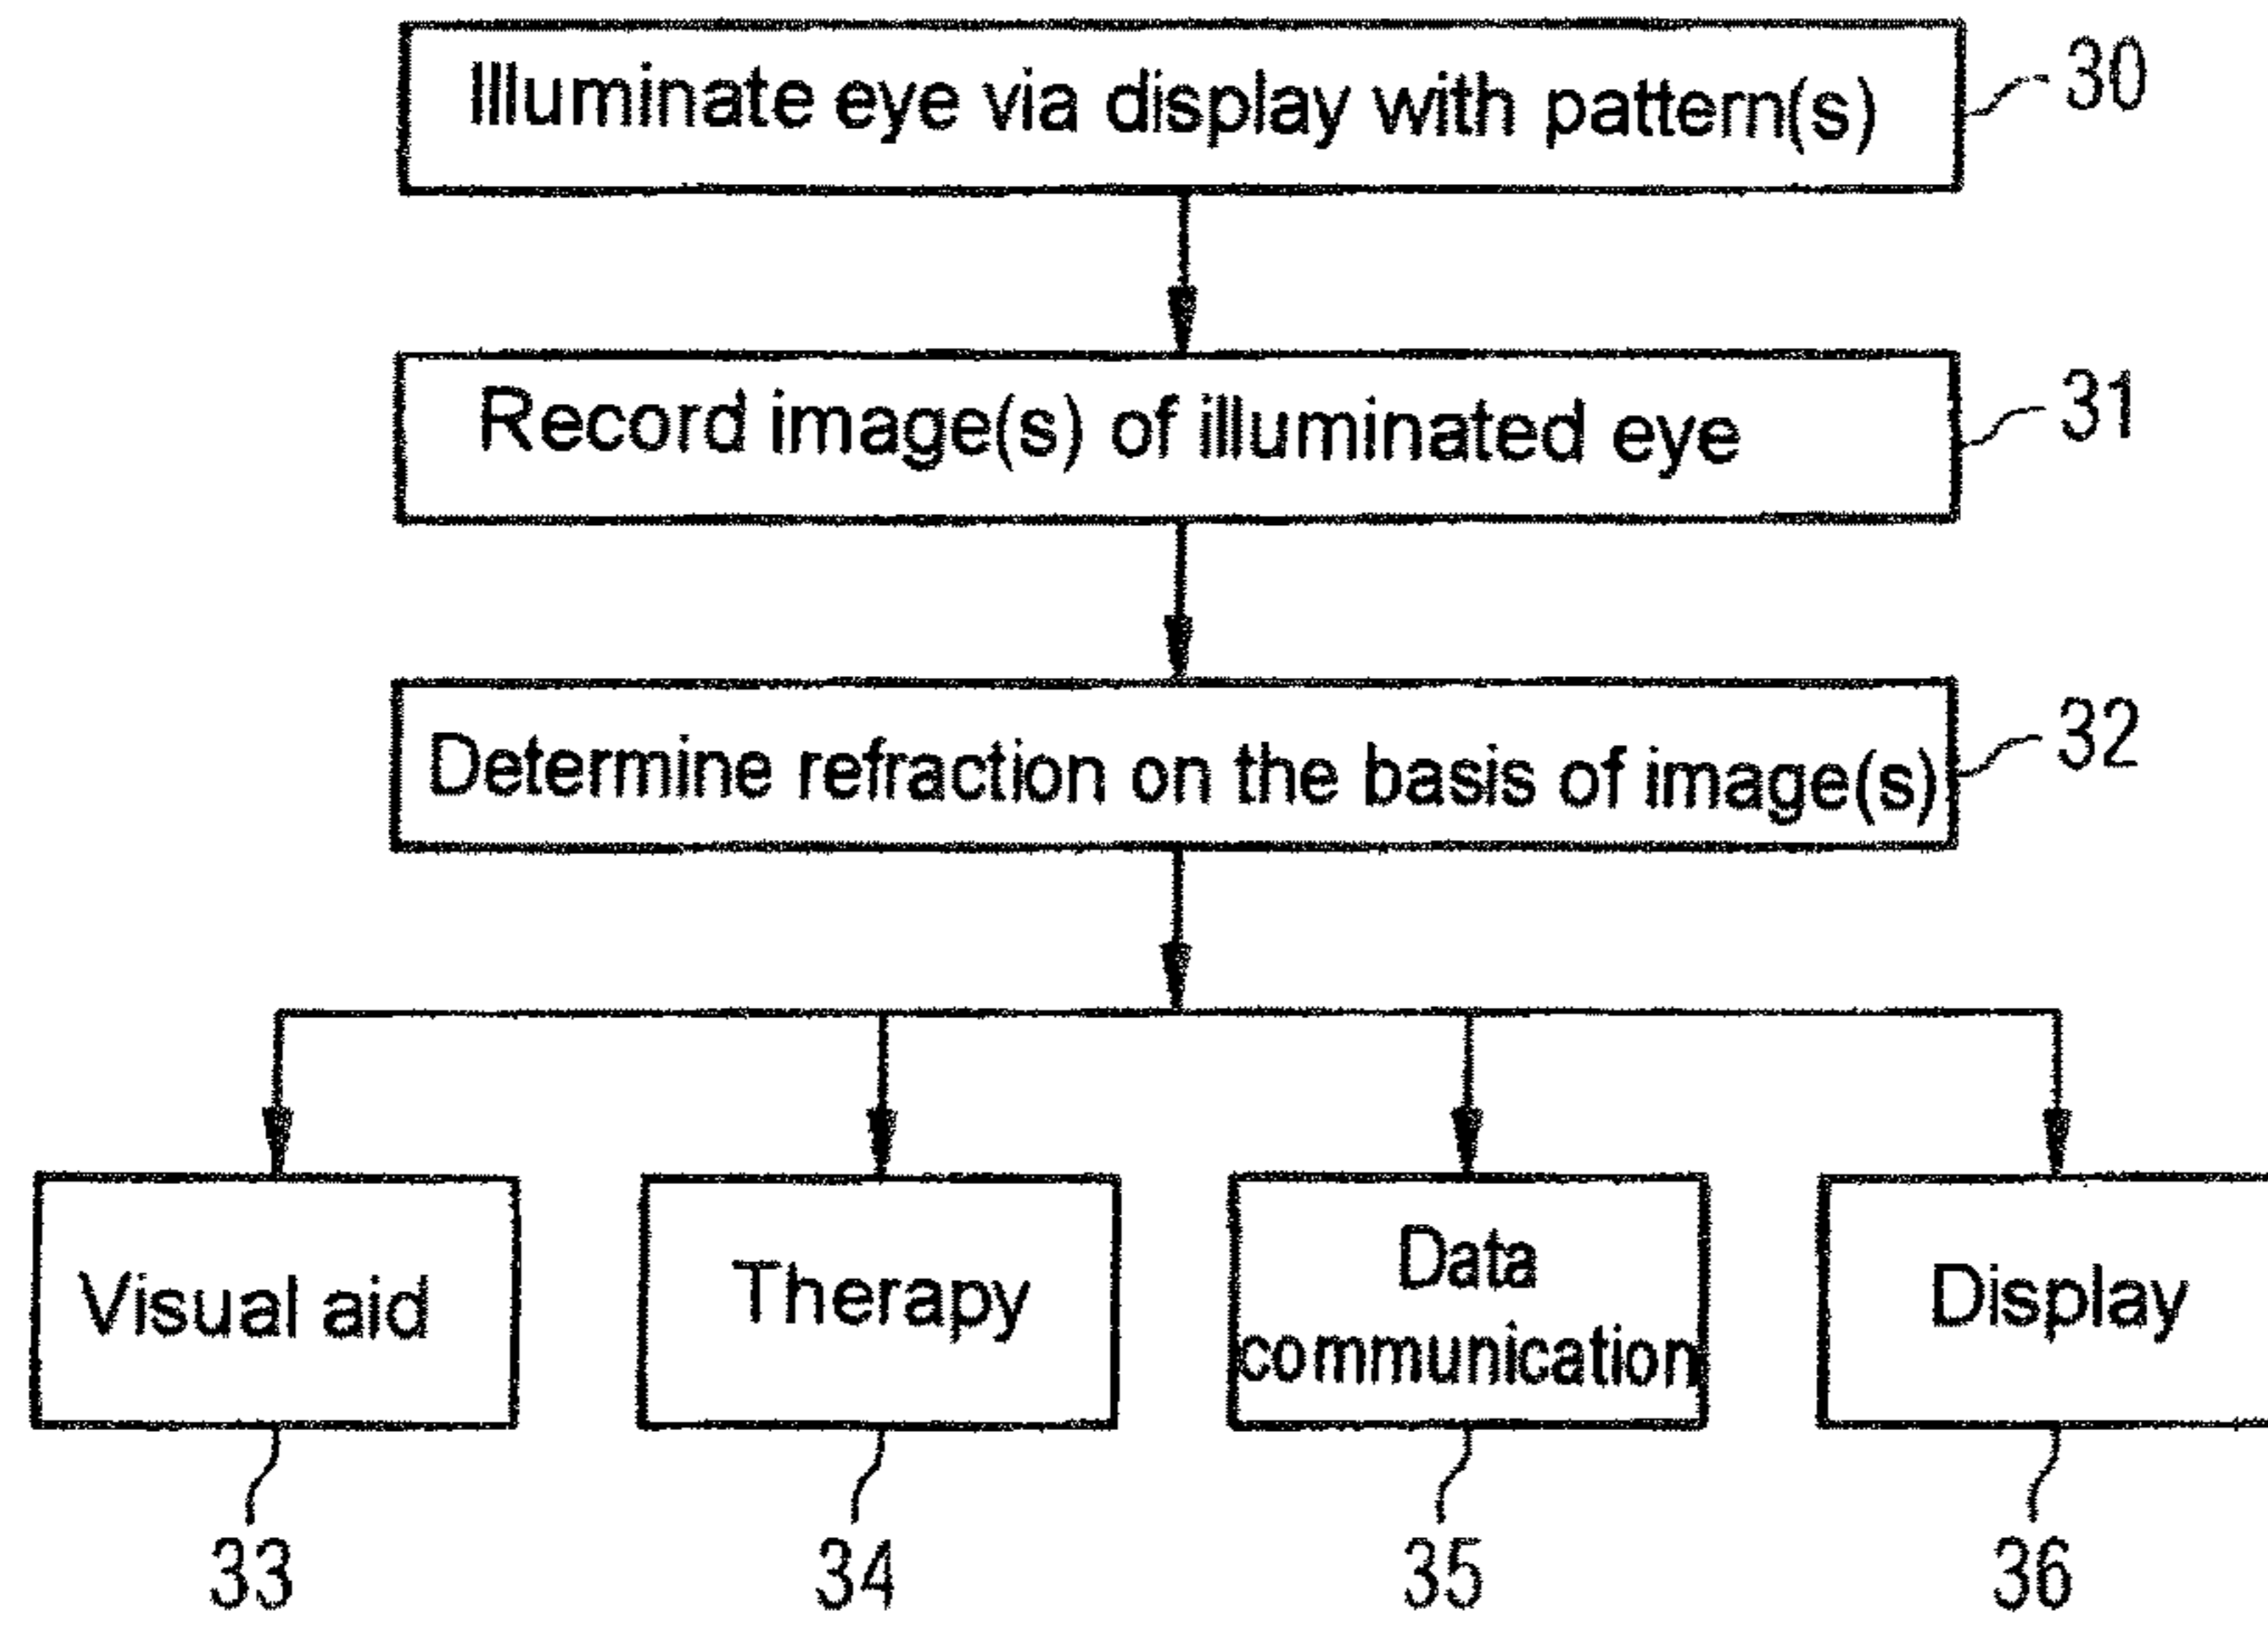 Illuminate eye via display with pattern(s)
30
Record image(s) of illuminated eye
31
Determine refraction on the basis of image(s)
32
Visual aid
Therapy
Data
communication
Display
33
34
35
36